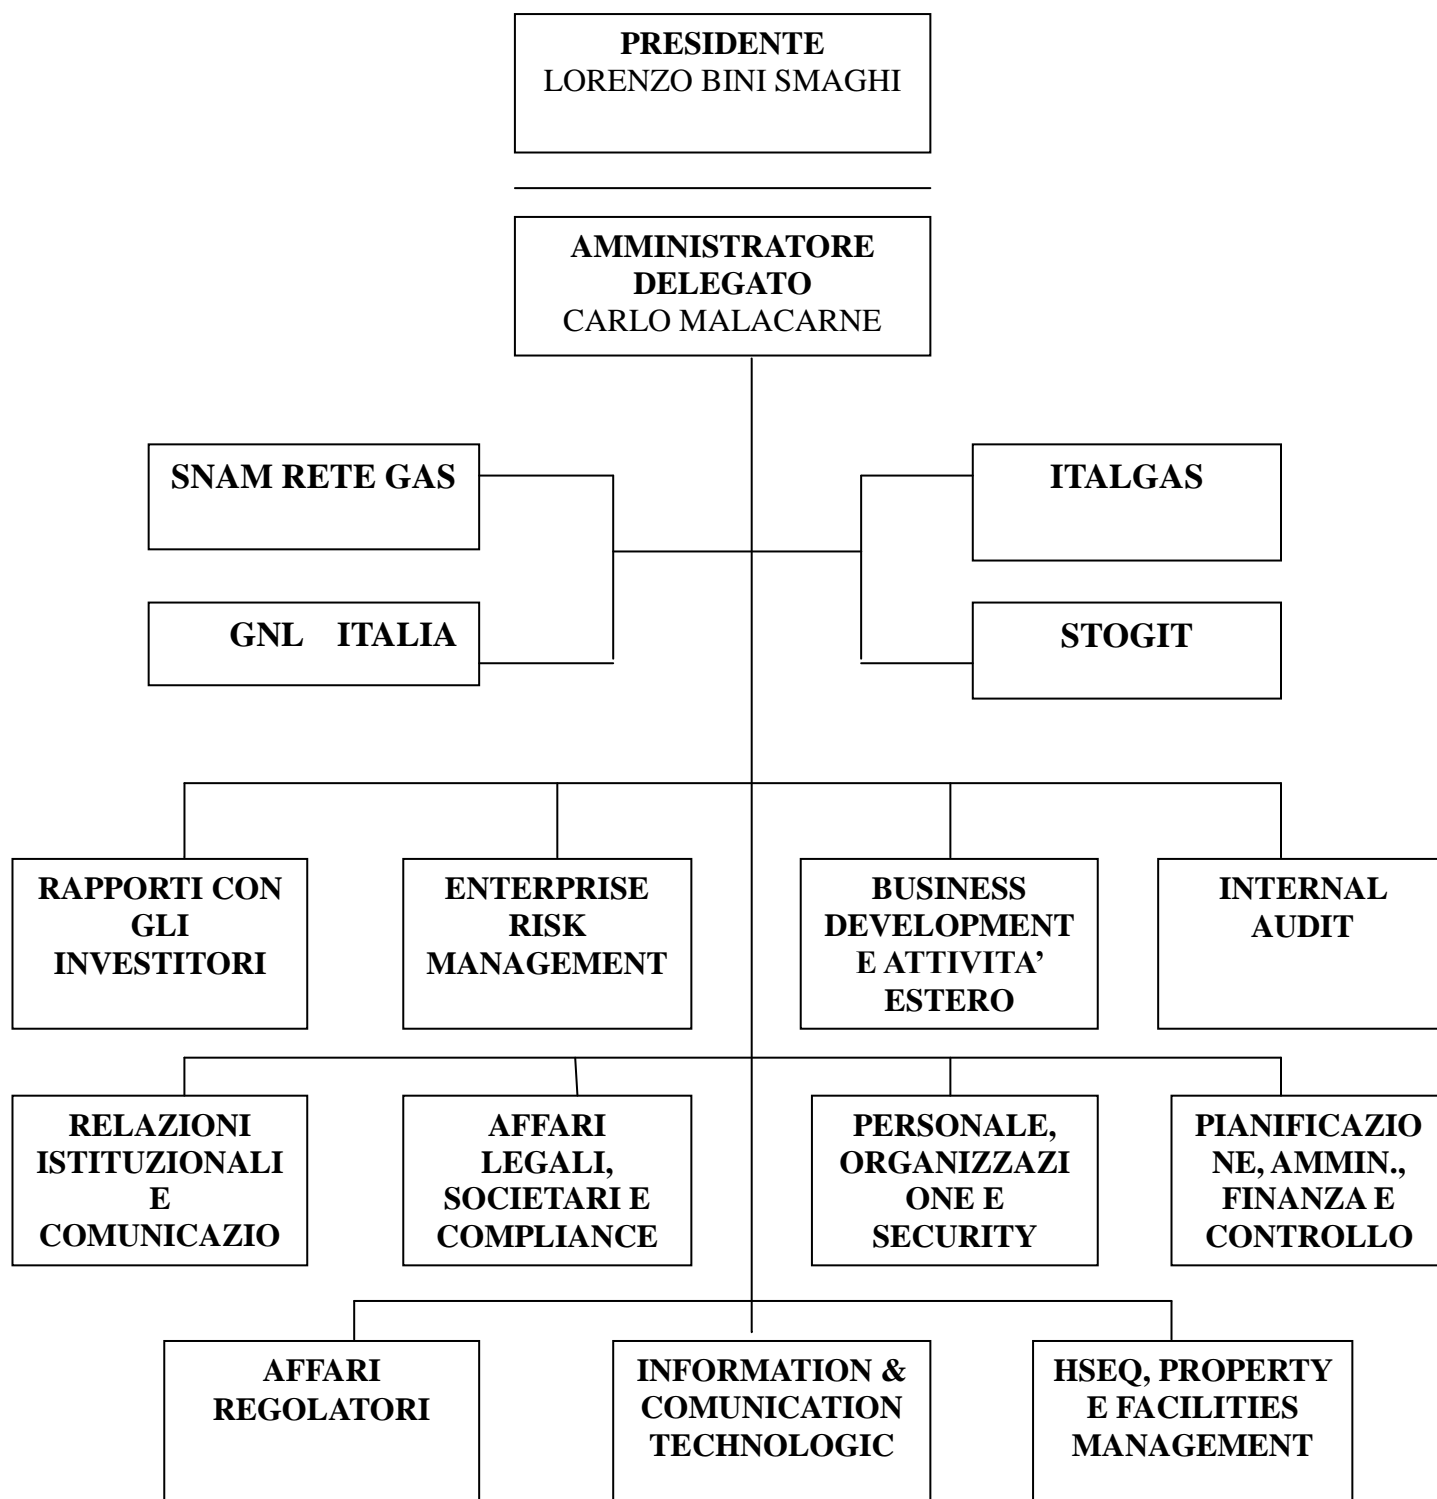 PRESIDENTE
LORENZO BINI SMAGHI
AMMINISTRATORE
DELEGATO
CARLO MALACARNE
SNAM RETE GAS
ITALGAS
GNL ITALIA
STOGIT
RAPPORTI CON
GLI
INVESTITORI
ENTERPRISE
RISK
MANAGEMENT
BUSINESS
DEVELOPMENT
E ATTIVITA’
ESTERO
INTERNAL
AUDIT
RELAZIONI
ISTITUZIONALI
E
COMUNICAZIO
AFFARI
LEGALI,
SOCIETARI E
COMPLIANCE
PERSONALE,
ORGANIZZAZI
ONE E
SECURITY
PIANIFICAZIO
NE, AMMIN.,
FINANZA E
CONTROLLO
AFFARI
REGOLATORI
INFORMATION &
COMUNICATION
TECHNOLOGIC
HSEQ, PROPERTY
E FACILITIES
MANAGEMENT